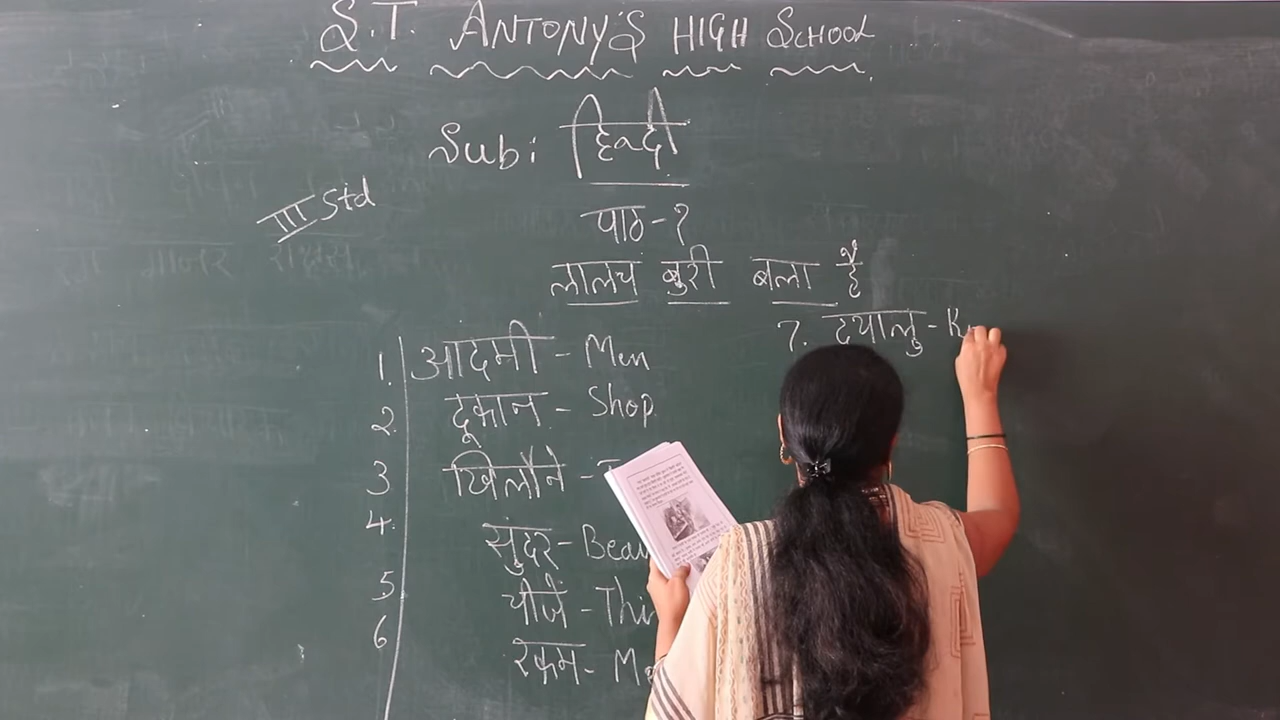 S.T. ANTONY'S HIGH SCHOOL
Sub: हिन्दी
III Std
पाठ-१
लालच बुरी बला है
1. आदमी - Men
2. दूकान - Shop
3 खिलौने -
4. सुंदर - Beau
5 चीजें - Thi
6 रकम - Mo
7. दयालु - K